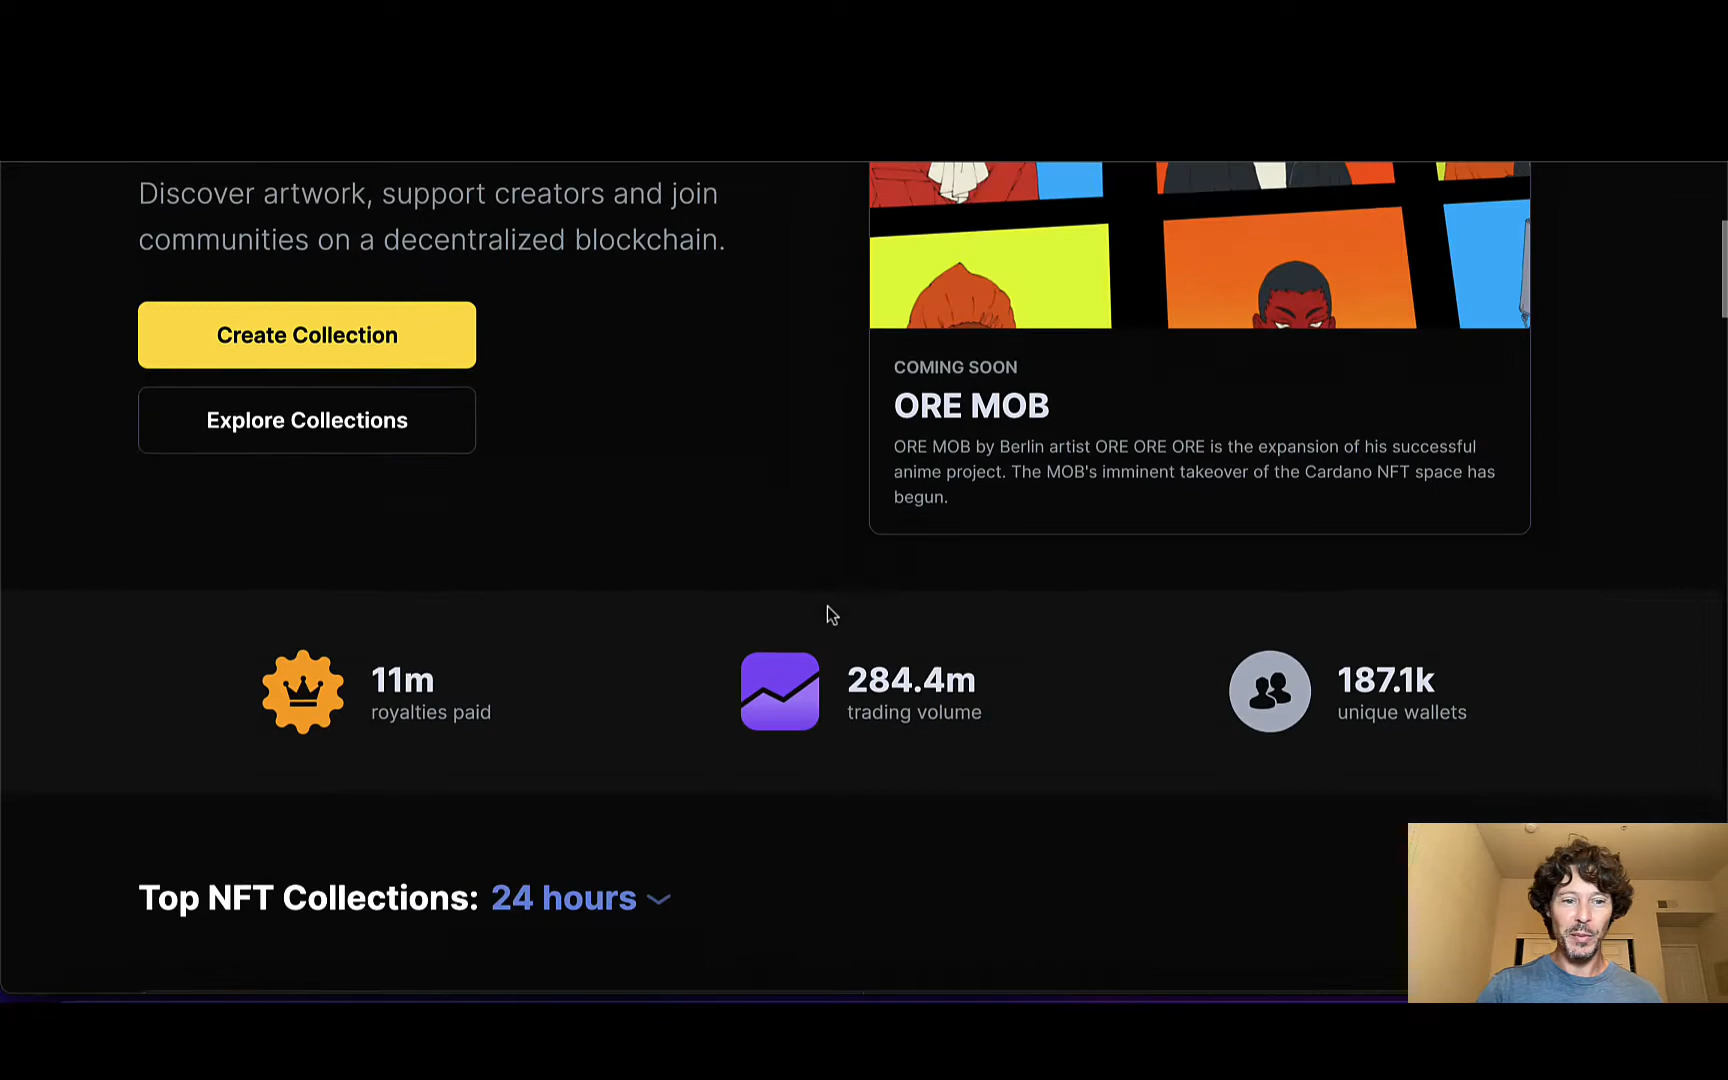 Discover artwork, support creators and join
communities on a decentralized blockchain.
Create Collection
Explore Collections
COMING SOON
ORE MOB
ORE MOB by Berlin artist ORE ORE ORE is the expansion of his successful
anime project. The MOB's imminent takeover of the Cardano NFT space has
begun.
11m
royalties paid
284.4m
trading volume
187.1k
unique wallets
Top NFT Collections: 24 hours